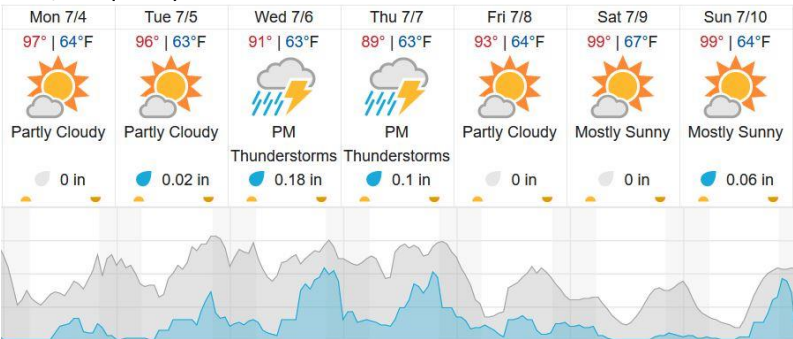 Mon 7/4 Tue 7/5 Wed 7/6 Thu 7/7 Fri 7/8 Sat 7/9 Sun 7/10
97° | 64°F 96° | 63°F 91° | 63°F 89° | 63°F 93° | 64°F 99° | 67°F 99° | 64°F
Partly Cloudy Partly Cloudy PM PM Partly Cloudy Mostly Sunny Mostly Sunny
Thunderstorms Thunderstorms
0 in 0.02 in 0.18 in 0.1 in 0 in 0 in 0.06 in